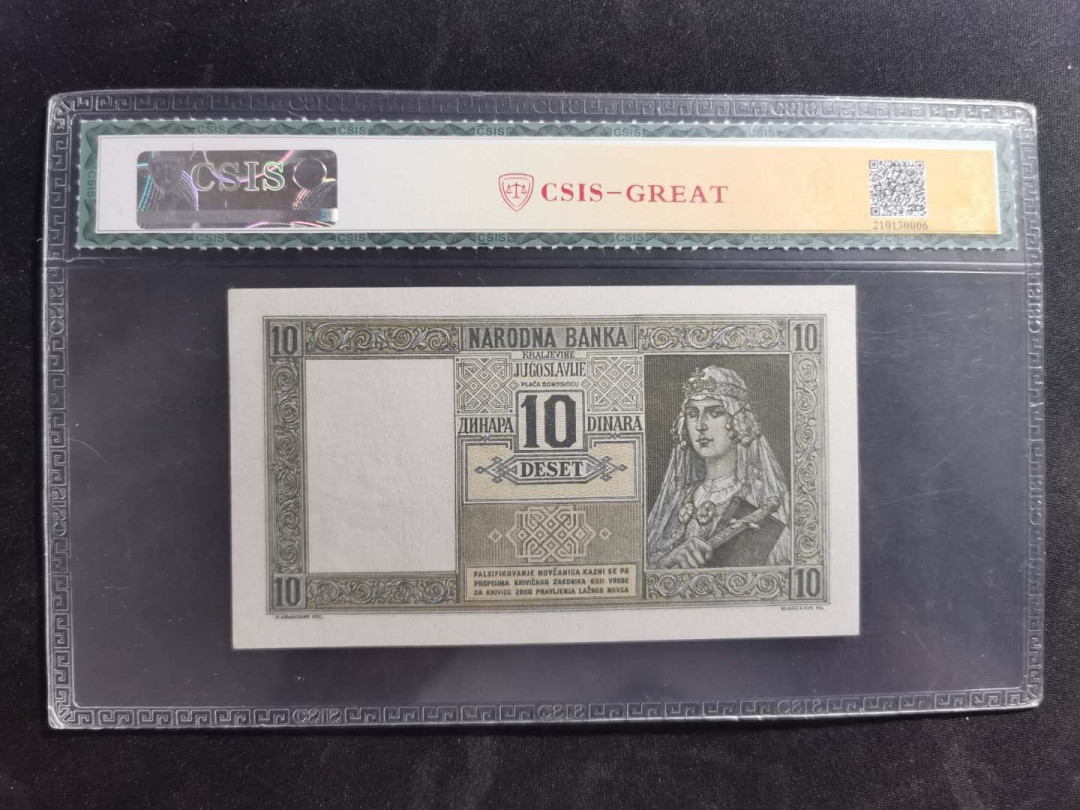 CSIS
CSIS-GREAT
210130006
10 NARODNA BANKA 10
KRALJEVINE
JUGOSLAVIJE
PLAĆA DONOSIOCU
ДИНАРА 10 DINARA
DESET
FALSIFIKOVANJE NOVČANICA KAZNI SE PO
PROPISIMA KRIVIČNOG ZAKONIKA KOJI VREDE
ZA KRIVICE ZBOG PRAVLJENJA LAŽNOG NOVCA
10 10